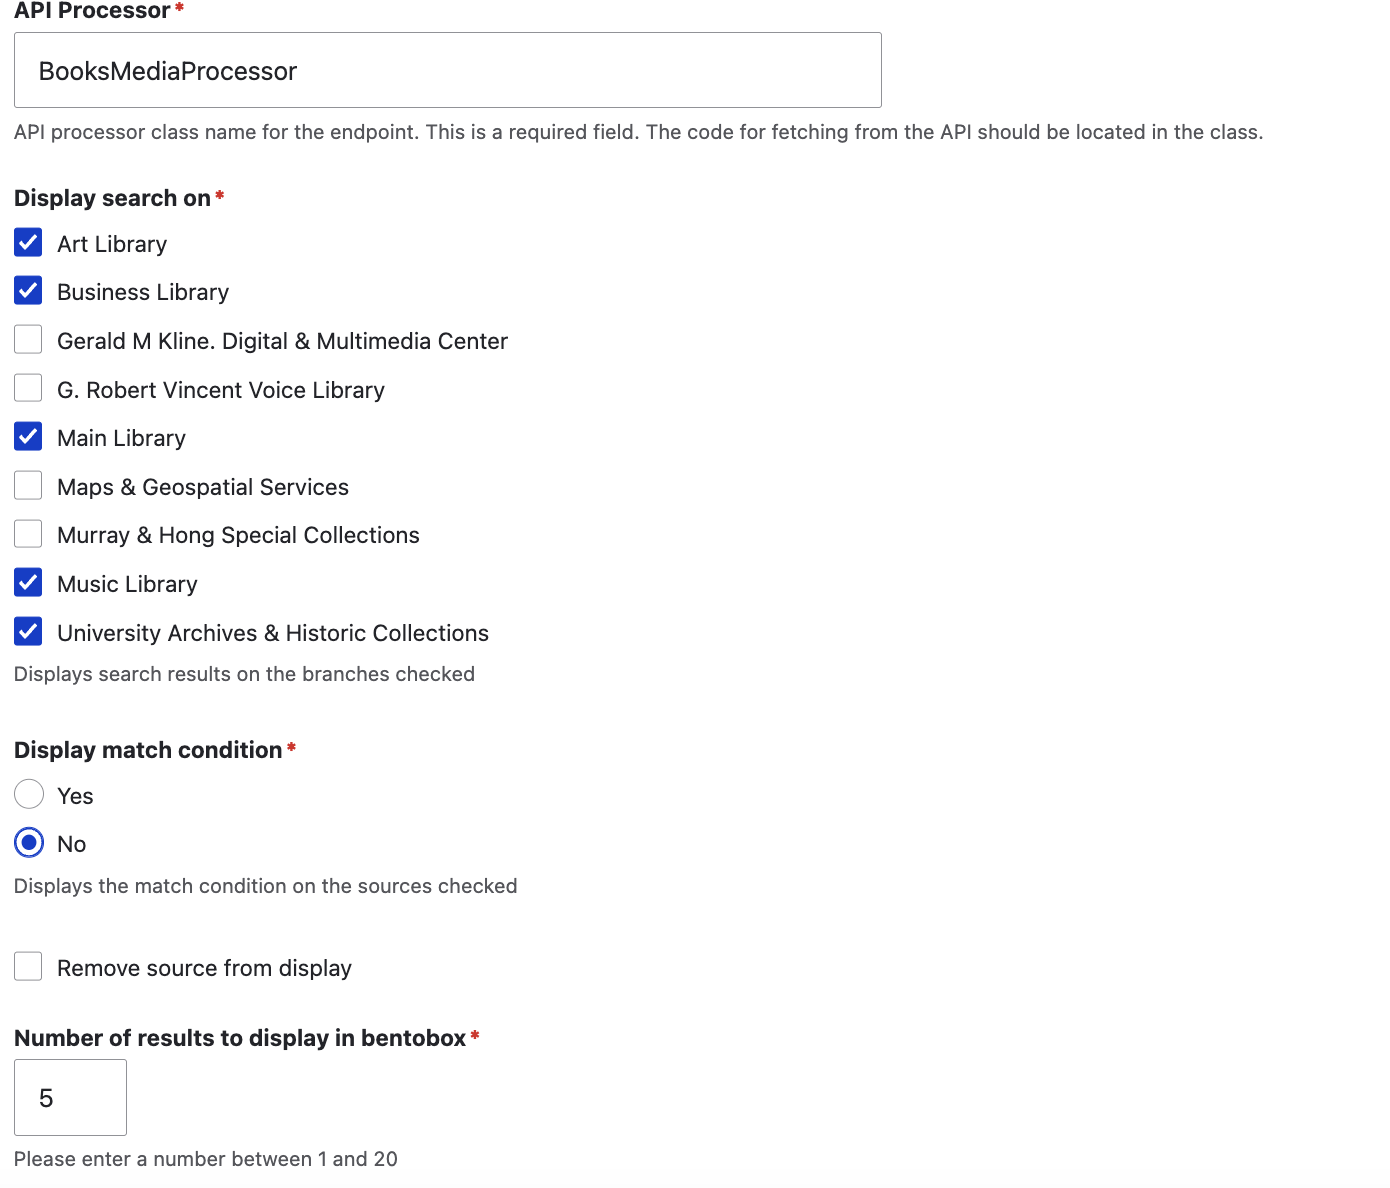 API Processor*
BooksMediaProcessor
API processor class name for the endpoint. This is a required field. The code for fetching from the API should be located in the class.
Display search on*
Art Library
Business Library
Gerald M Kline. Digital & Multimedia Center
G. Robert Vincent Voice Library
Main Library
Maps & Geospatial Services
Murray & Hong Special Collections
Music Library
University Archives & Historic Collections
Displays search results on the branches checked
Display match condition*
Yes
No
Displays the match condition on the sources checked
Remove source from display
Number of results to display in bentobox*
5
Please enter a number between 1 and 20